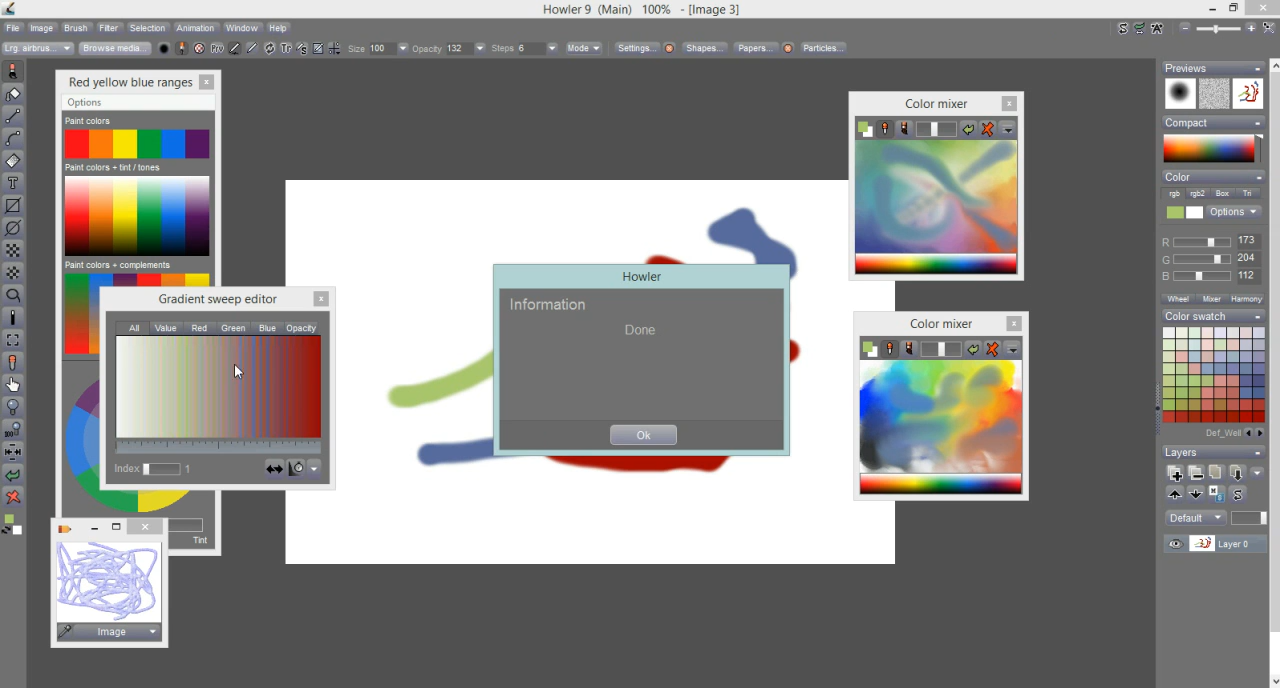 Howler 9 (Main) 100% - [Image 3]
File Image Brush Filter Selection Animation Window Help
Lrg. airbrus... Browse media... Pro Tr Size 100 Opacity 132 Steps 6 Mode Settings... Shapes... Papers... Particles...
Red yellow blue ranges
Options
Paint colors
Paint colors + tint / tones
Paint colors + complements
Tint
Gradient sweep editor
All Value Red Green Blue Opacity
Index 1
Image
Howler
Information
Done
Ok
Color mixer
Color mixer
Previews
Compact
Color
rgb rgb2 Box Tri
Options
R 173
G 204
B 112
Wheel Mixer Harmony
Color swatch
Def_Well
Layers
Default
Layer 0